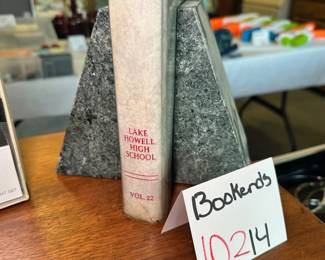 LAKE
HOWELL
HIGH
SCHOOL
VOL. 22
Bookends
10214